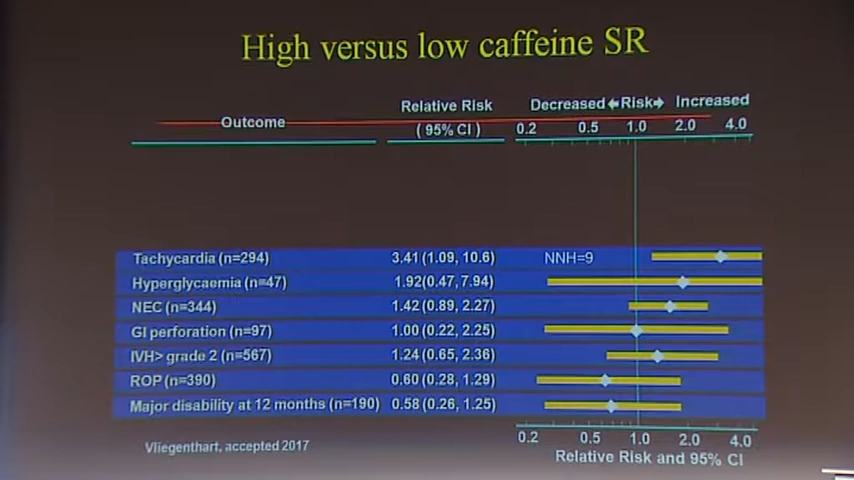 High versus low caffeine SR
Relative Risk Decreased Risk Increased
Outcome ( 95% CI ) 0.2 0.5 1.0 2.0 4.0
Tachycardia (n=294) 3.41 (1.09, 10.6) NNH=9
Hyperglycaemia (n=47) 1.92(0.47, 7.94)
NEC (n=344) 1.42 (0.89, 2.27)
GI perforation (n=97) 1.00 (0.22, 2.25)
IVH> grade 2 (n=567) 1.24 (0.65, 2.36)
ROP (n=390) 0.60 (0.28, 1.29)
Major disability at 12 months (n=190) 0.58 (0.26, 1.25)
0.2 0.5 1.0 2.0 4.0
Vliegenthart, accepted 2017
Relative Risk and 95% CI